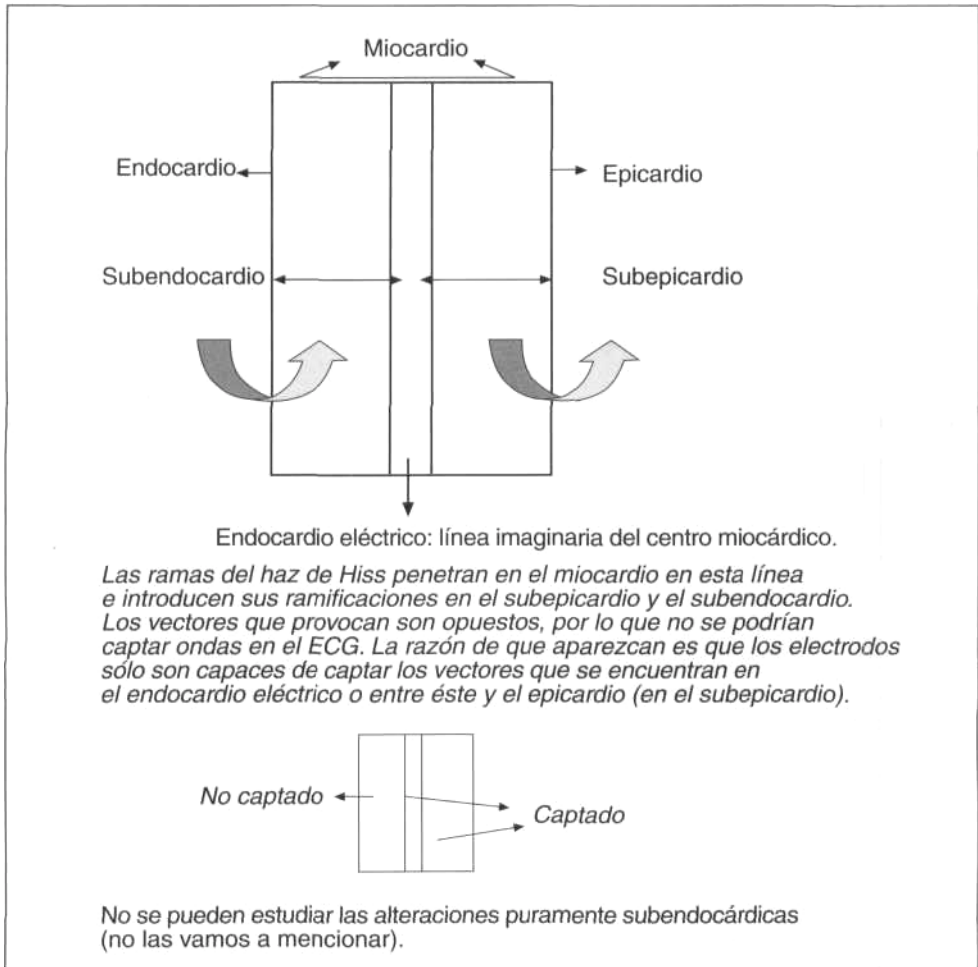 Miocardio
Endocardio
Epicardio
Subendocardio
Subepicardio
Endocardio eléctrico: línea imaginaria del centro miocárdico.
Las ramas del haz de Hiss penetran en el miocardio en esta línea
e introducen sus ramificaciones en el subepicardio y el subendocardio.
Los vectores que provocan son opuestos, por lo que no se podrían
captar ondas en el ECG. La razón de que aparezcan es que los electrodos
sólo son capaces de captar los vectores que se encuentran en
el endocardio eléctrico o entre éste y el epicardio (en el subepicardio).
No captado
Captado
No se pueden estudiar las alteraciones puramente subendocárdicas
(no las vamos a mencionar).